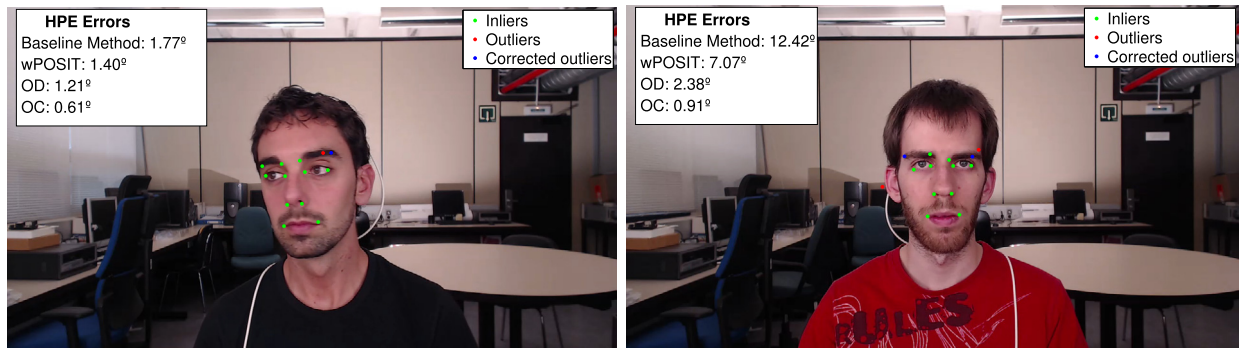 HPE Errors
Baseline Method: 1.77º
wPOSIT: 1.40º
OD: 1.21º
OC: 0.61º
Inliers
Outliers
Corrected outliers
HPE Errors
Baseline Method: 12.42º
wPOSIT: 7.07º
OD: 2.38º
OC: 0.91º
Inliers
Outliers
Corrected outliers
RULES